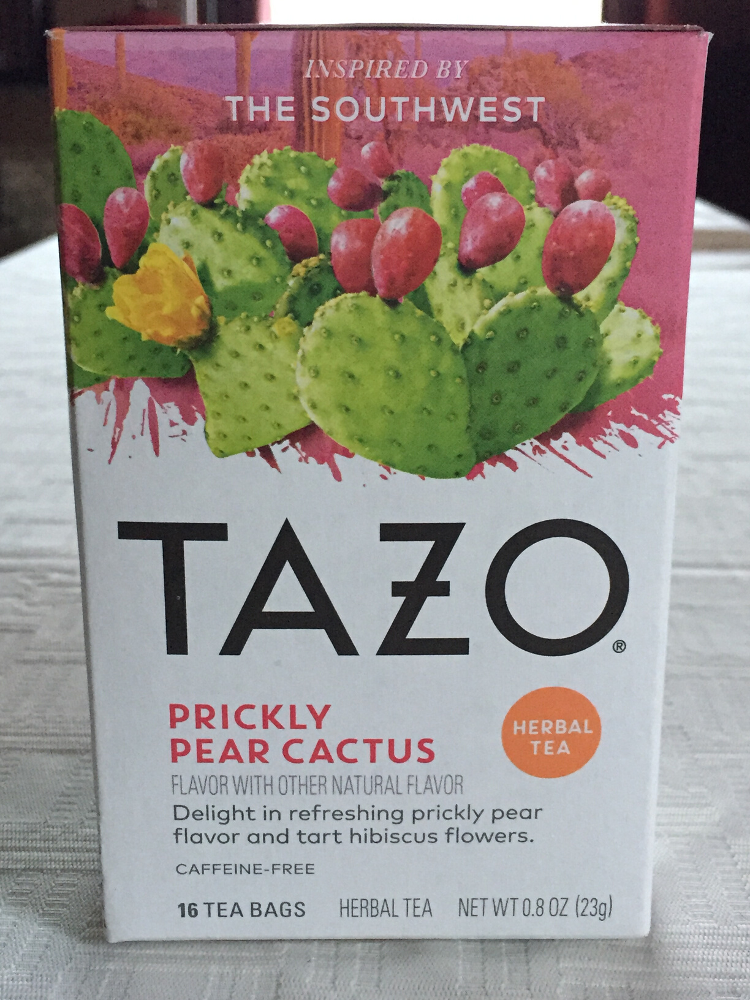 INSPIRED BY
THE SOUTHWEST
TAZO®
PRICKLY
PEAR CACTUS
HERBAL
TEA
FLAVOR WITH OTHER NATURAL FLAVOR
Delight in refreshing prickly pear
flavor and tart hibiscus flowers.
CAFFEINE-FREE
16 TEA BAGS HERBAL TEA NET WT 0.8 OZ (23g)